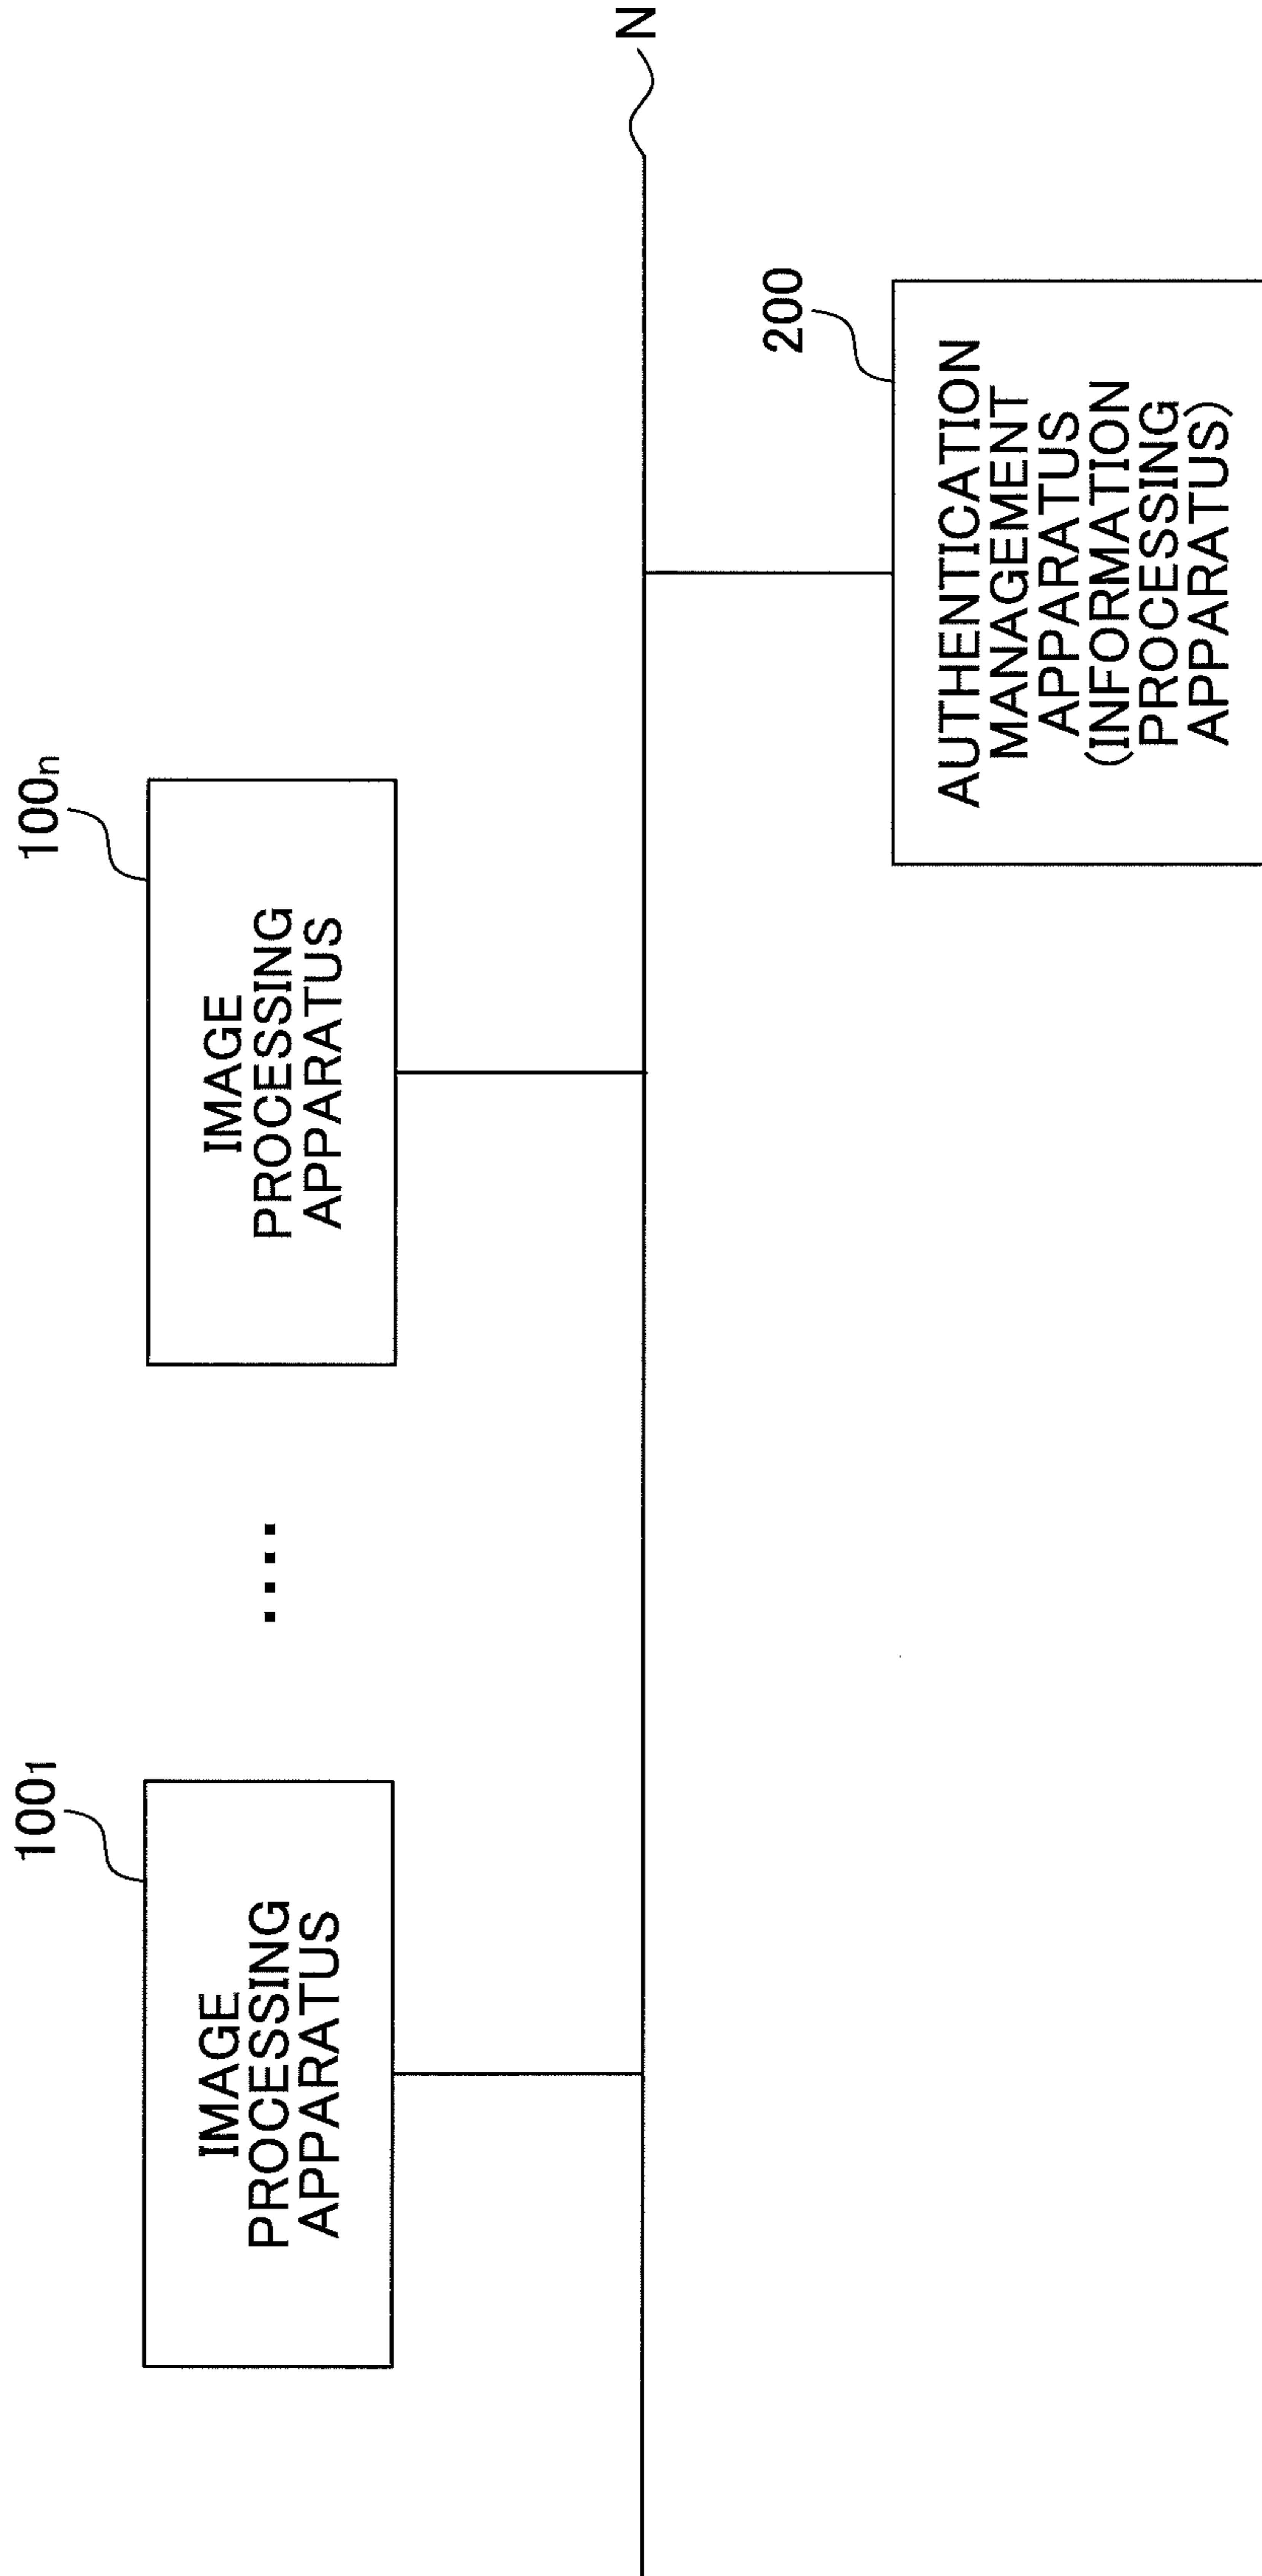 100₁
IMAGE
PROCESSING
APPARATUS
....
100ₙ
IMAGE
PROCESSING
APPARATUS
N
200
AUTHENTICATION
MANAGEMENT
APPARATUS
(INFORMATION
PROCESSING
APPARATUS)